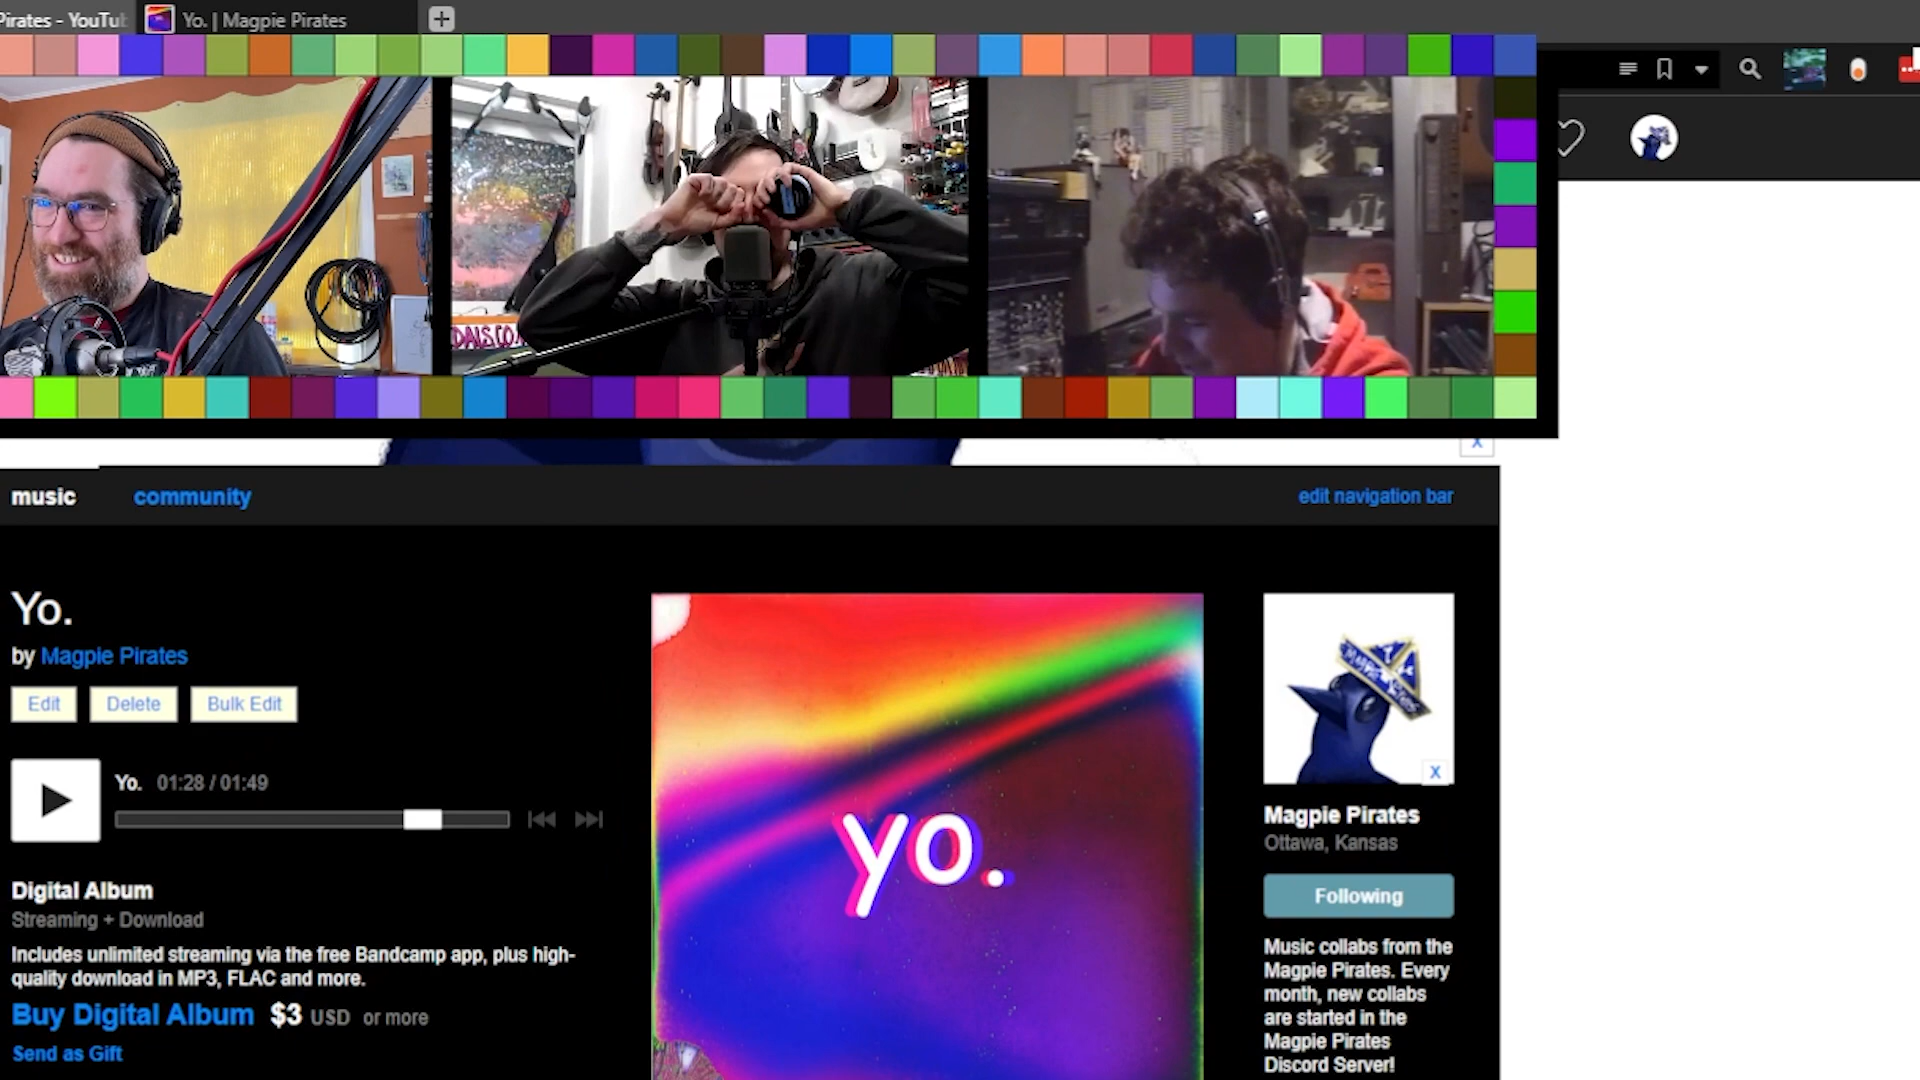 Pirates - YouTub
Yo. | Magpie Pirates
DALS.CO
x
music
community
edit navigation bar
Yo.
by Magpie Pirates
Edit
Delete
Bulk Edit
Yo. 01:28 / 01:49
Digital Album
Streaming + Download
Includes unlimited streaming via the free Bandcamp app, plus high-
quality download in MP3, FLAC and more.
Buy Digital Album $3 USD or more
Send as Gift
yo.
X
Magpie Pirates
Ottawa, Kansas
Following
Music collabs from the
Magpie Pirates. Every
month, new collabs
are started in the
Magpie Pirates
Discord Server!